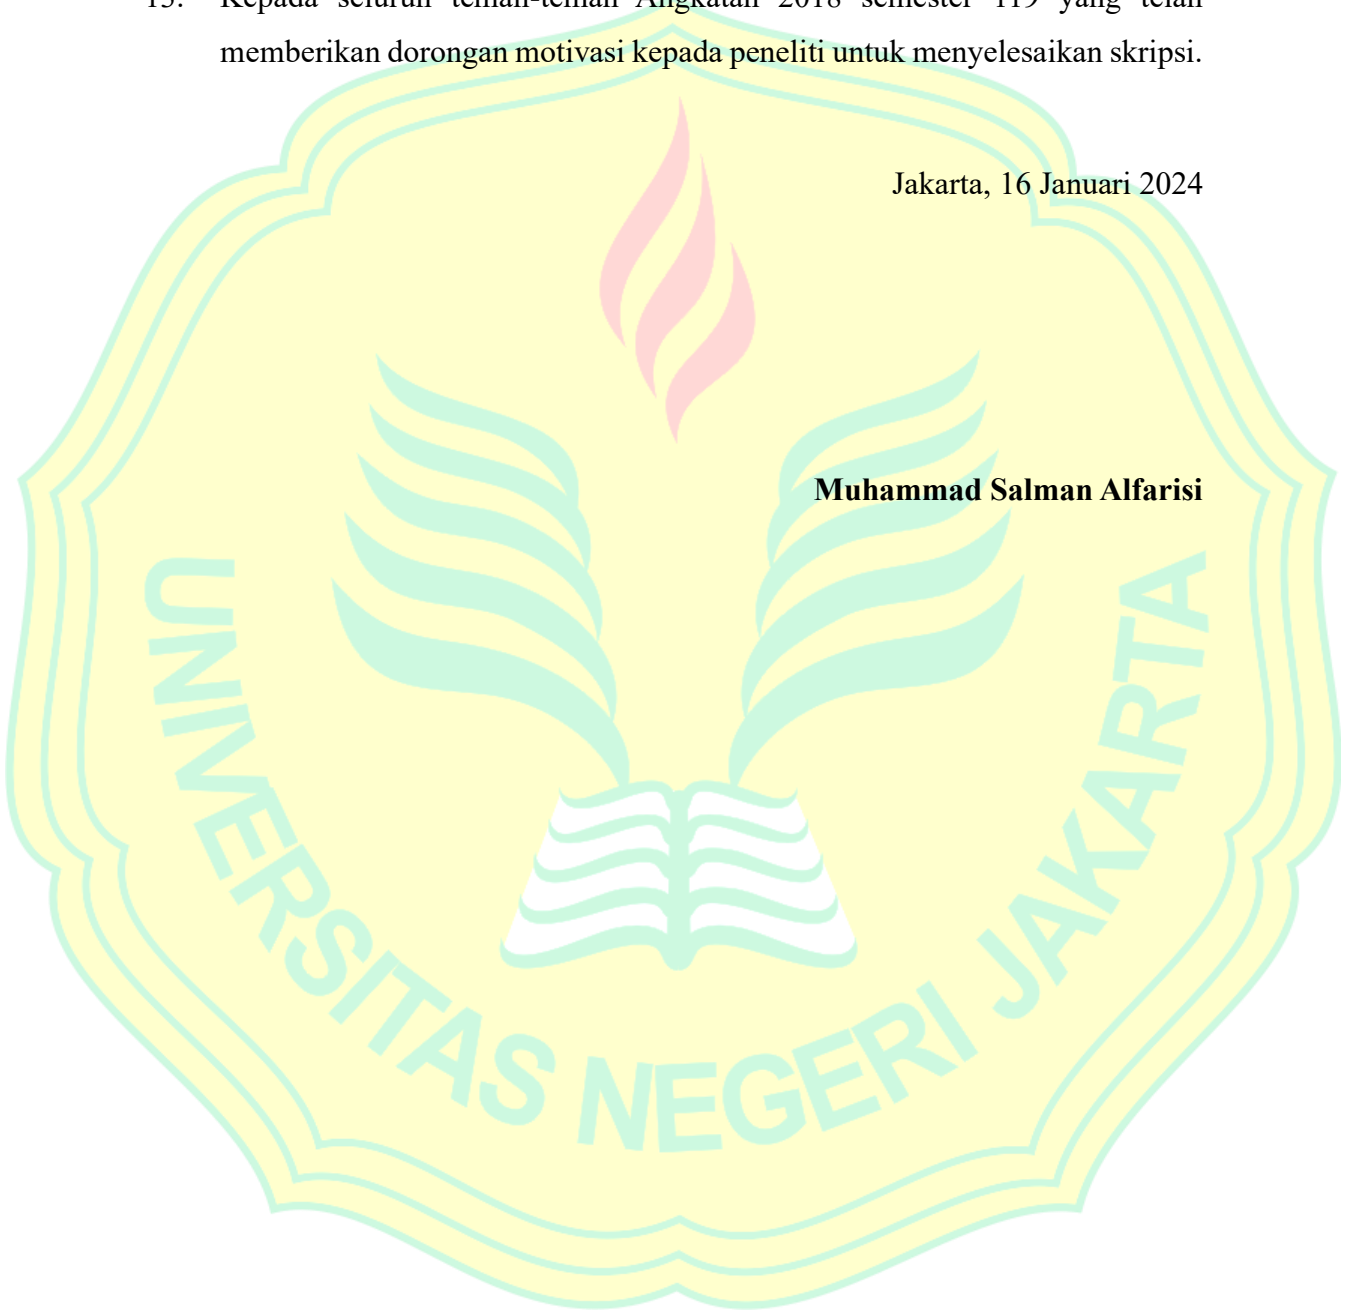 13. Kepada seluruh teman-teman Angkatan 2018 semester 119 yang telah
memberikan dorongan motivasi kepada peneliti untuk menyelesaikan skripsi.
Jakarta, 16 Januari 2024
Muhammad Salman Alfarisi
UNIVERSITAS NEGERI JAKARTA